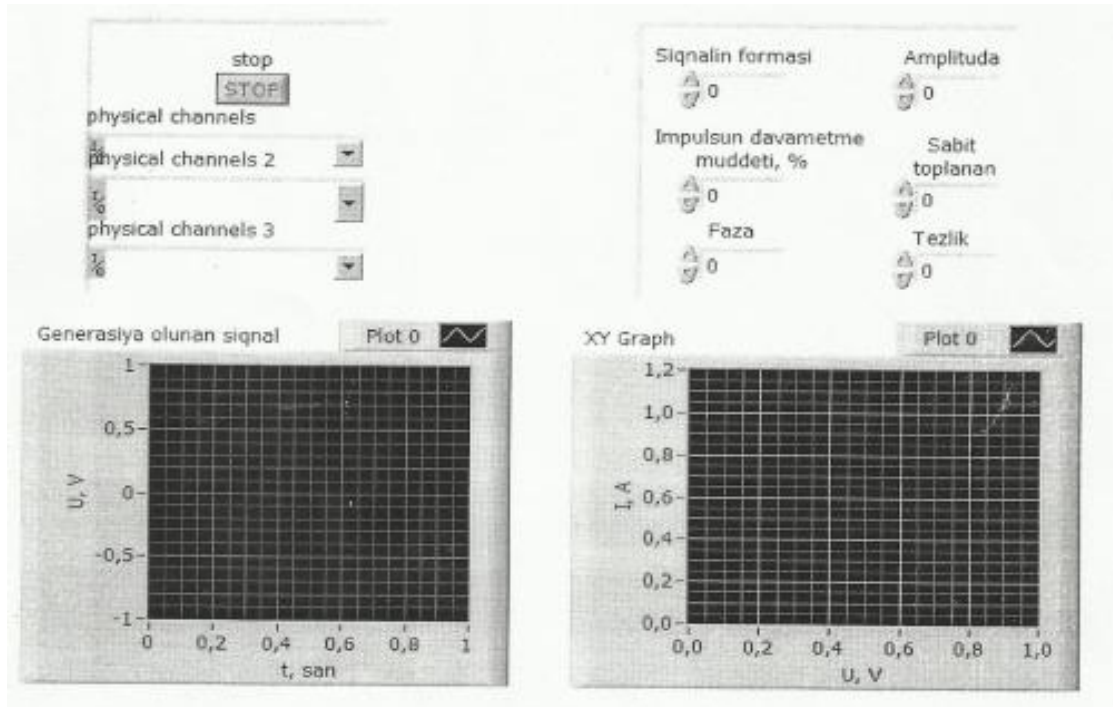 stop
STOP
physical channels
physical channels 2
physical channels 3
Siqnalin formasi
0
Amplituda
0
Impulsun davametme
muddeti, %
0
Sabit
toplanan
0
Faza
0
Tezlik
0
Generasiya olunan siqnal
Plot 0
1
0,5
0
-0,5
-1
U, V
0 0,2 0,4 0,6 0,8 1
t, san
XY Graph
Plot 0
1,2
1,0
0,8
0,6
0,4
0,2
0,0
I, A
0,0 0,2 0,4 0,6 0,8 1,0
U, V